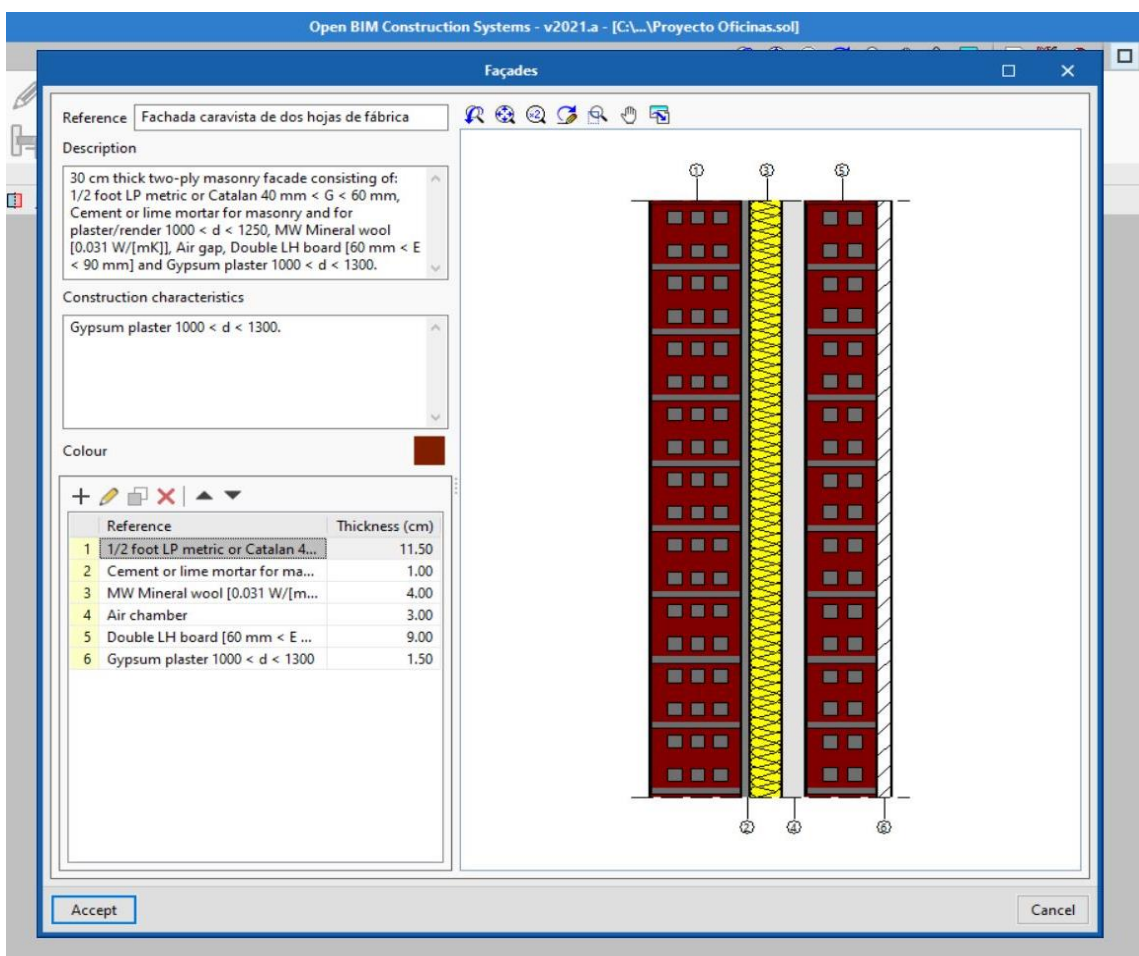 Open BIM Construction Systems - v2021.a - [C:\...\Proyecto Oficinas.sol]
Façades
Reference Fachada caravista de dos hojas de fábrica
Description
30 cm thick two-ply masonry facade consisting of:
1/2 foot LP metric or Catalan 40 mm < G < 60 mm,
Cement or lime mortar for masonry and for
plaster/render 1000 < d < 1250, MW Mineral wool
[0.031 W/[mK]], Air gap, Double LH board [60 mm < E
< 90 mm] and Gypsum plaster 1000 < d < 1300.
Construction characteristics
Gypsum plaster 1000 < d < 1300.
Colour
Reference Thickness (cm)
1 1/2 foot LP metric or Catalan 4... 11.50
2 Cement or lime mortar for ma... 1.00
3 MW Mineral wool [0.031 W/[m... 4.00
4 Air chamber 3.00
5 Double LH board [60 mm < E ... 9.00
6 Gypsum plaster 1000 < d < 1300 1.50
x2
1 3 5
2 4 6
Accept Cancel